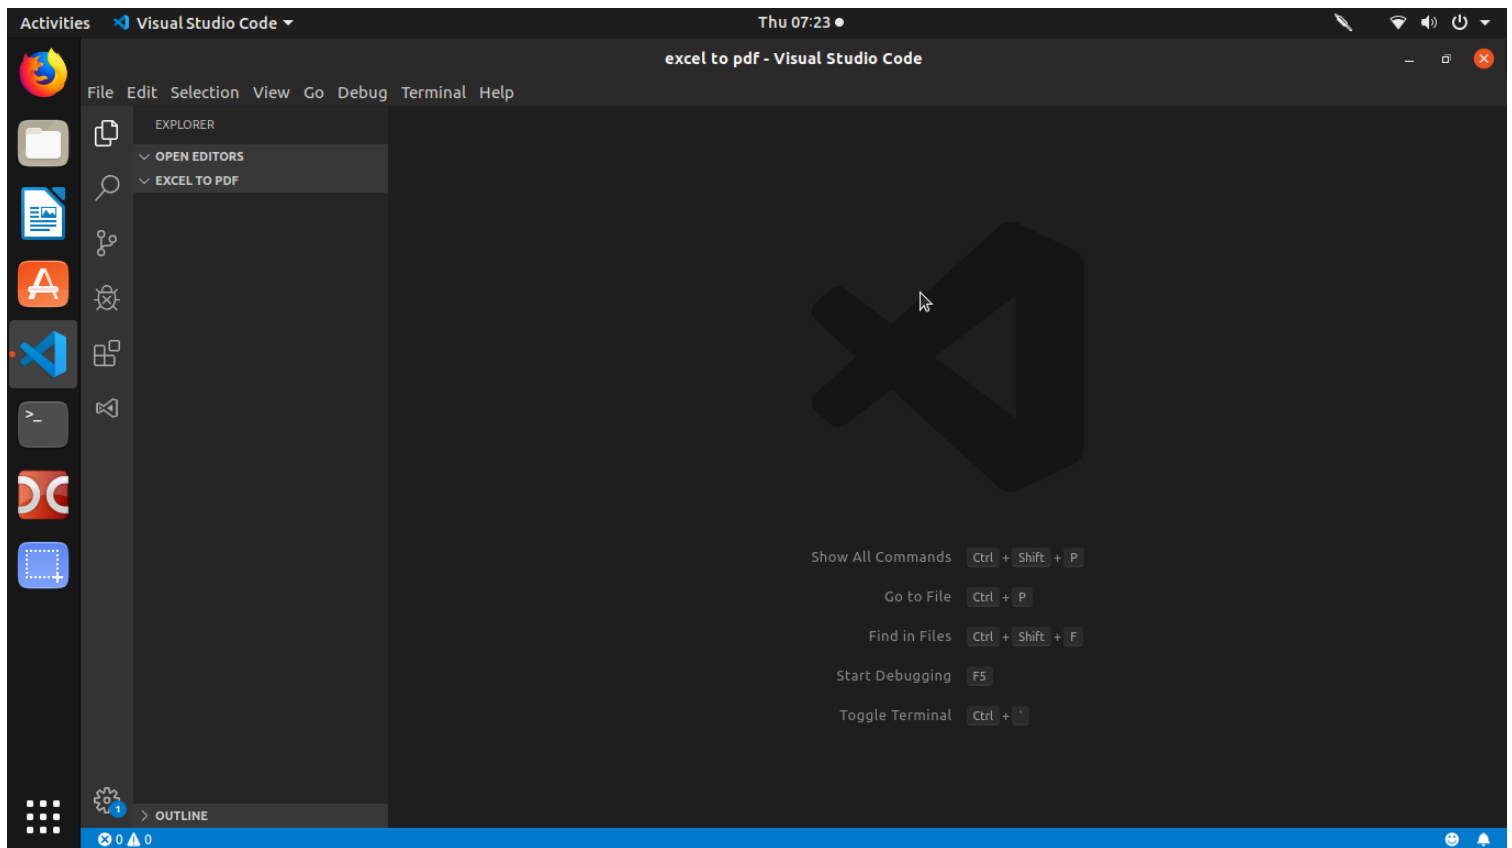 Activities Visual Studio Code Thu 07:23
excel to pdf - Visual Studio Code
File Edit Selection View Go Debug Terminal Help
EXPLORER
OPEN EDITORS
EXCEL TO PDF
>_
Show All Commands Ctrl + Shift + P
Go to File Ctrl + P
Find in Files Ctrl + Shift + F
Start Debugging F5
Toggle Terminal Ctrl + `
1
OUTLINE
0 0